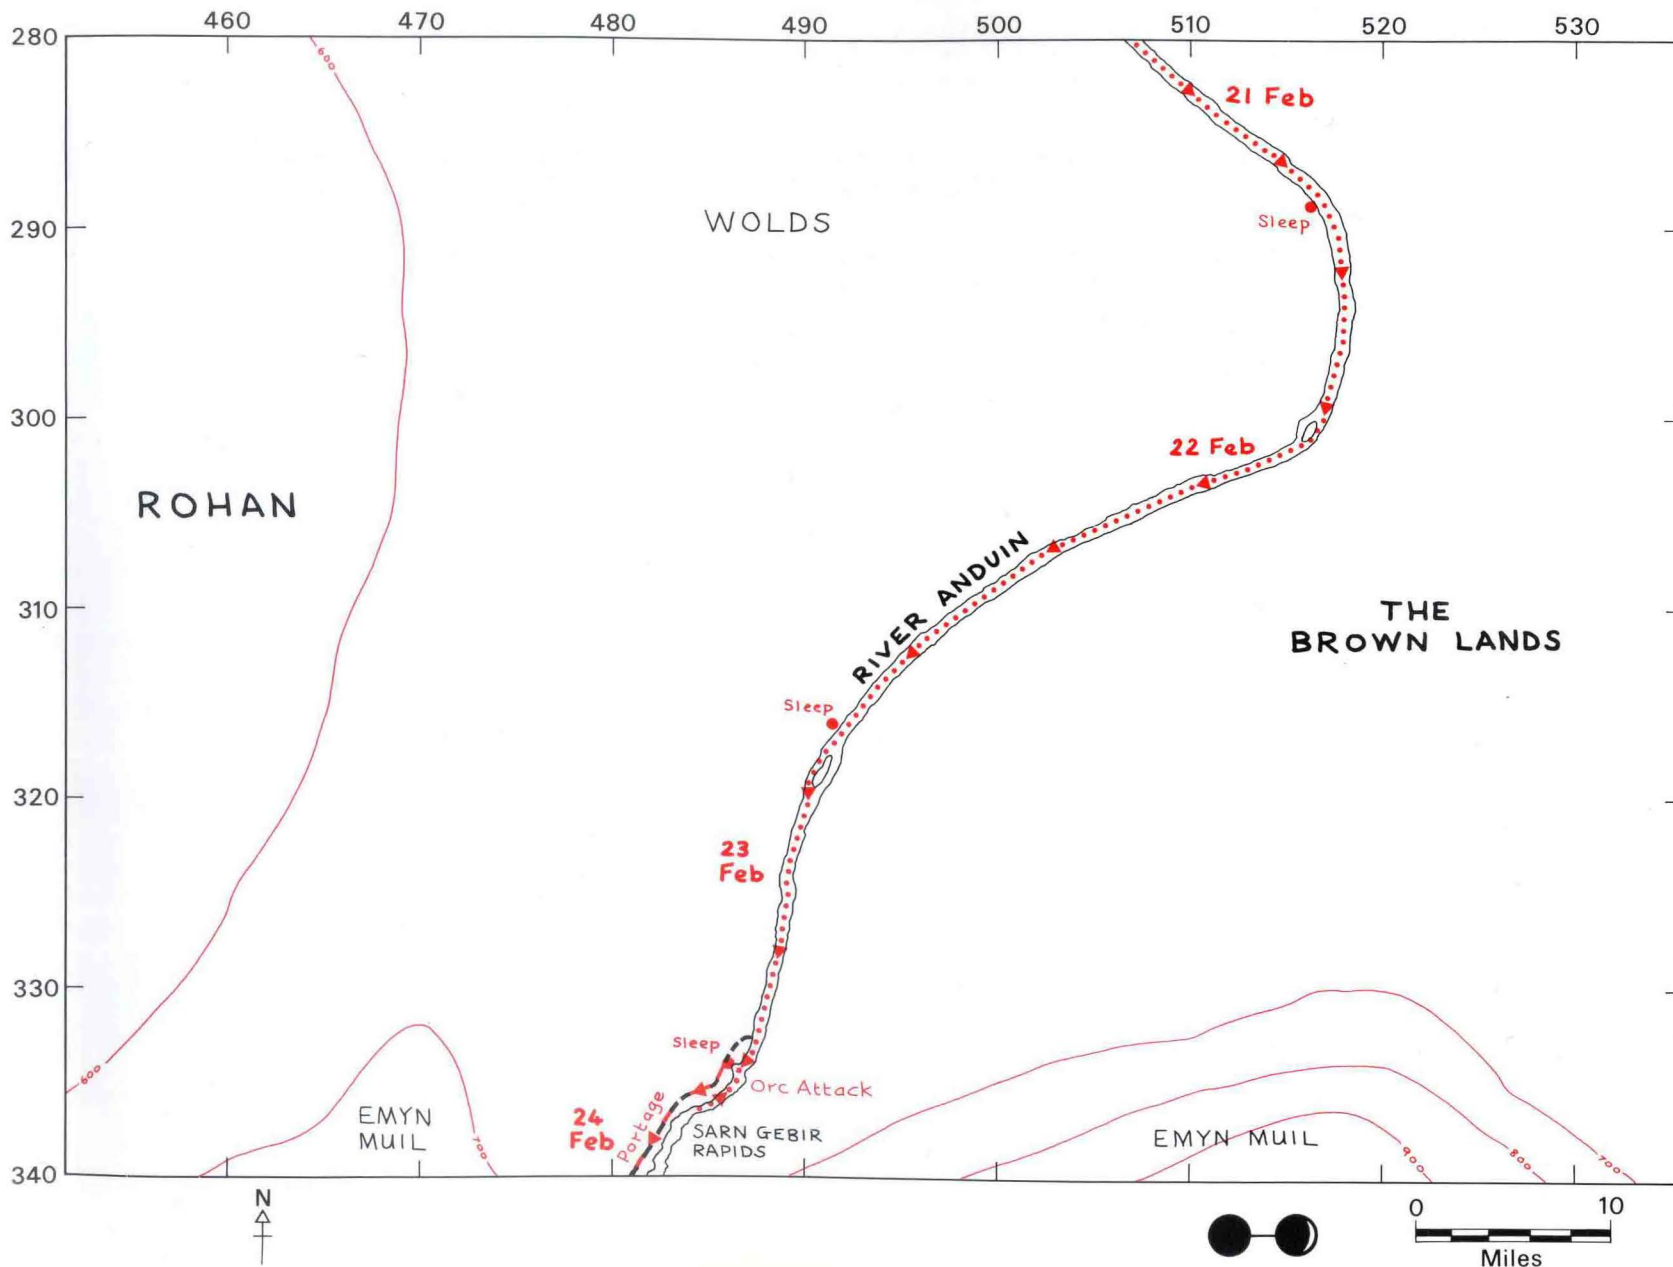 460 470 480 490 500 510 520 530
280
600
21 Feb
290
WOLDS
Sleep
300
22 Feb
ROHAN
RIVER ANDUIN
310
THE
BROWN LANDS
Sleep
320
23
Feb
330
Sleep
Orc Attack
600
24
Feb
Portage
EMYN
MUIL
700
SARN GEBIR
RAPIDS
EMYN MUIL
900
800
700
340
N
0 10
Miles